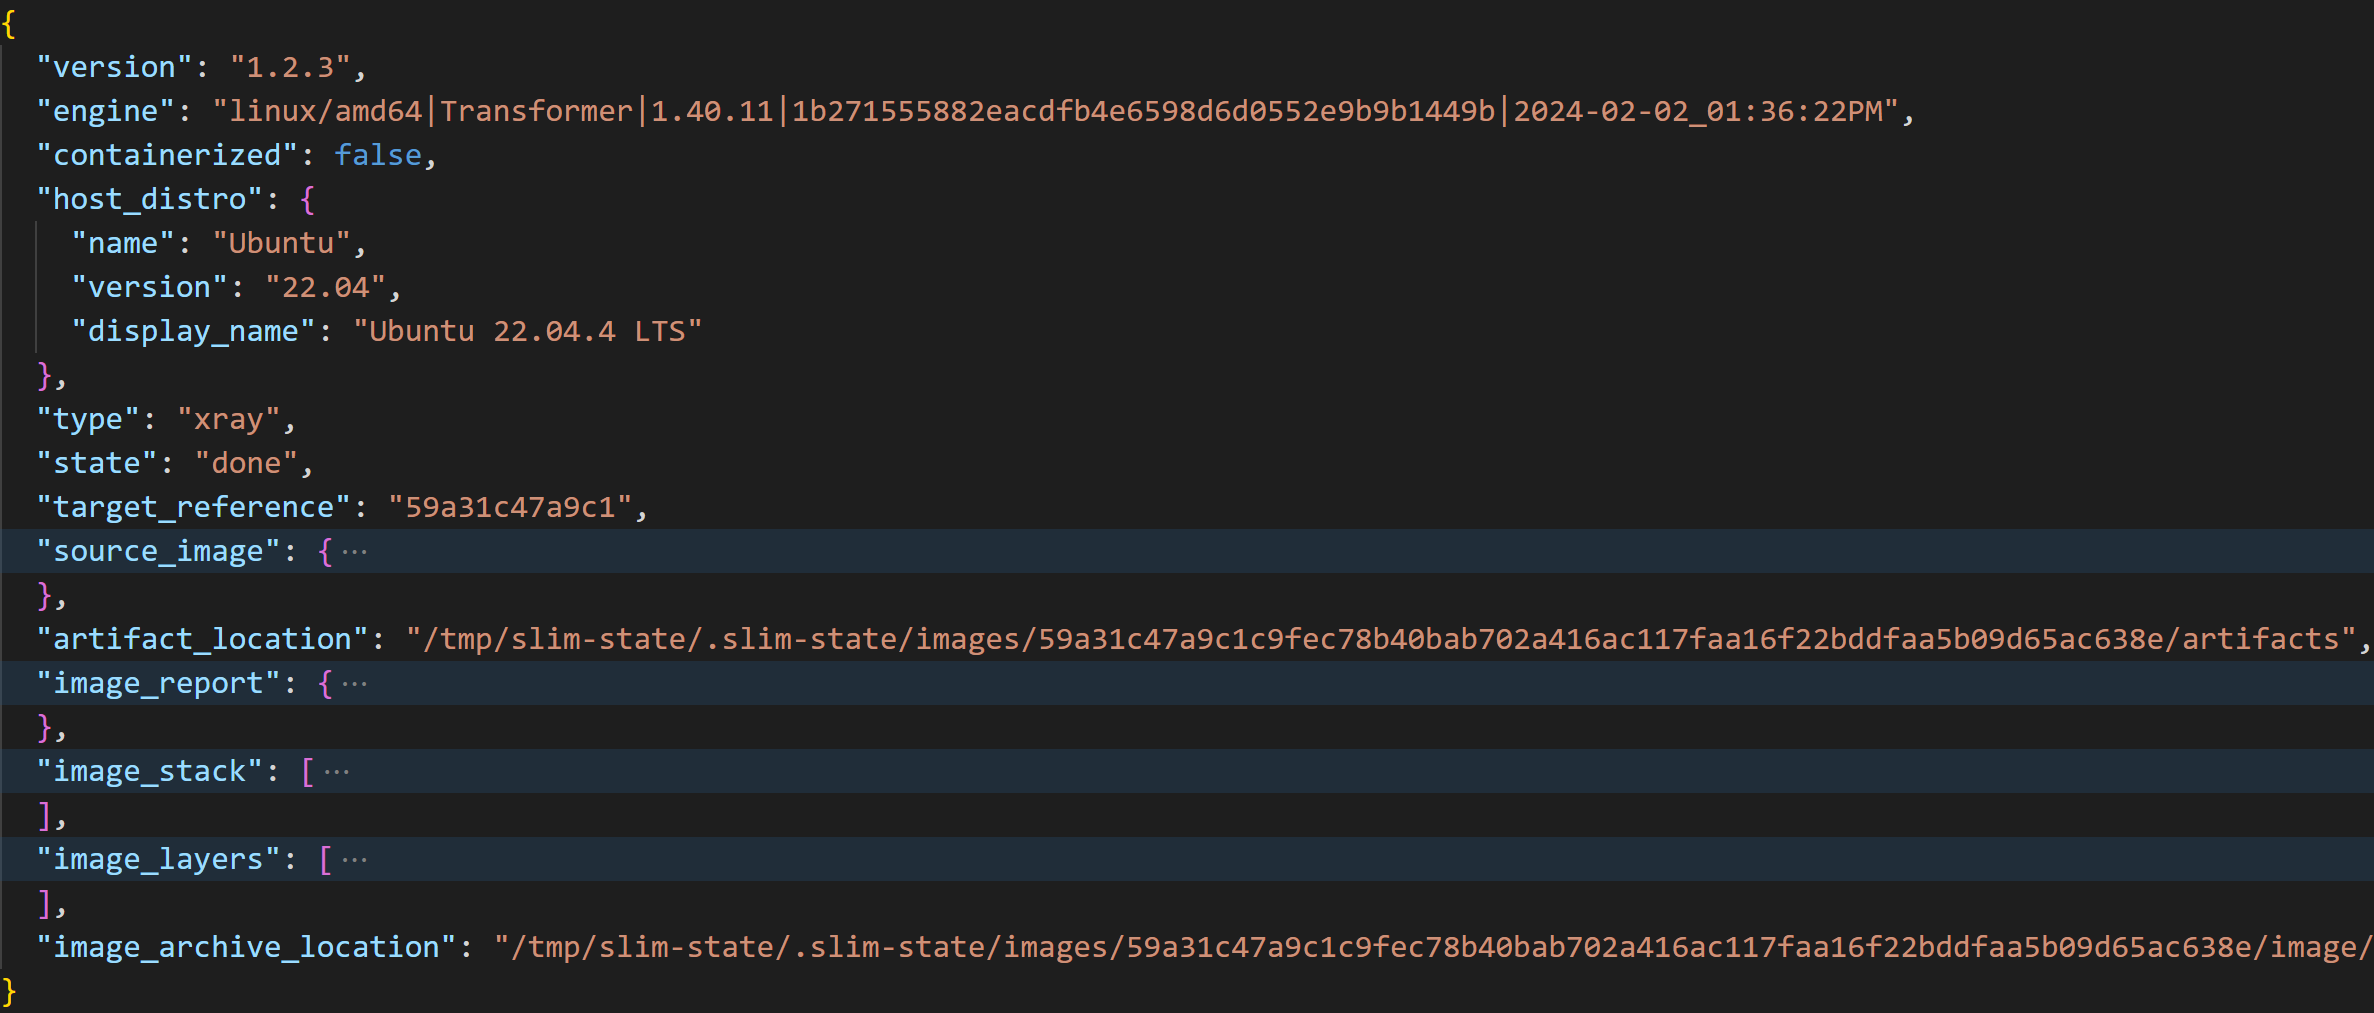 {
"version": "1.2.3",
"engine": "linux/amd64|Transformer|1.40.11|1b271555882eacdfb4e6598d6d0552e9b9b1449b|2024-02-02_01:36:22PM",
"containerized": false,
"host_distro": {
"name": "Ubuntu",
"version": "22.04",
"display_name": "Ubuntu 22.04.4 LTS"
},
"type": "xray",
"state": "done",
"target_reference": "59a31c47a9c1",
"source_image": {···
},
"artifact_location": "/tmp/slim-state/.slim-state/images/59a31c47a9c1c9fec78b40bab702a416ac117faa16f22bddfaa5b09d65ac638e/artifacts",
"image_report": {···
},
"image_stack": [···
],
"image_layers": [···
],
"image_archive_location": "/tmp/slim-state/.slim-state/images/59a31c47a9c1c9fec78b40bab702a416ac117faa16f22bddfaa5b09d65ac638e/image/
}